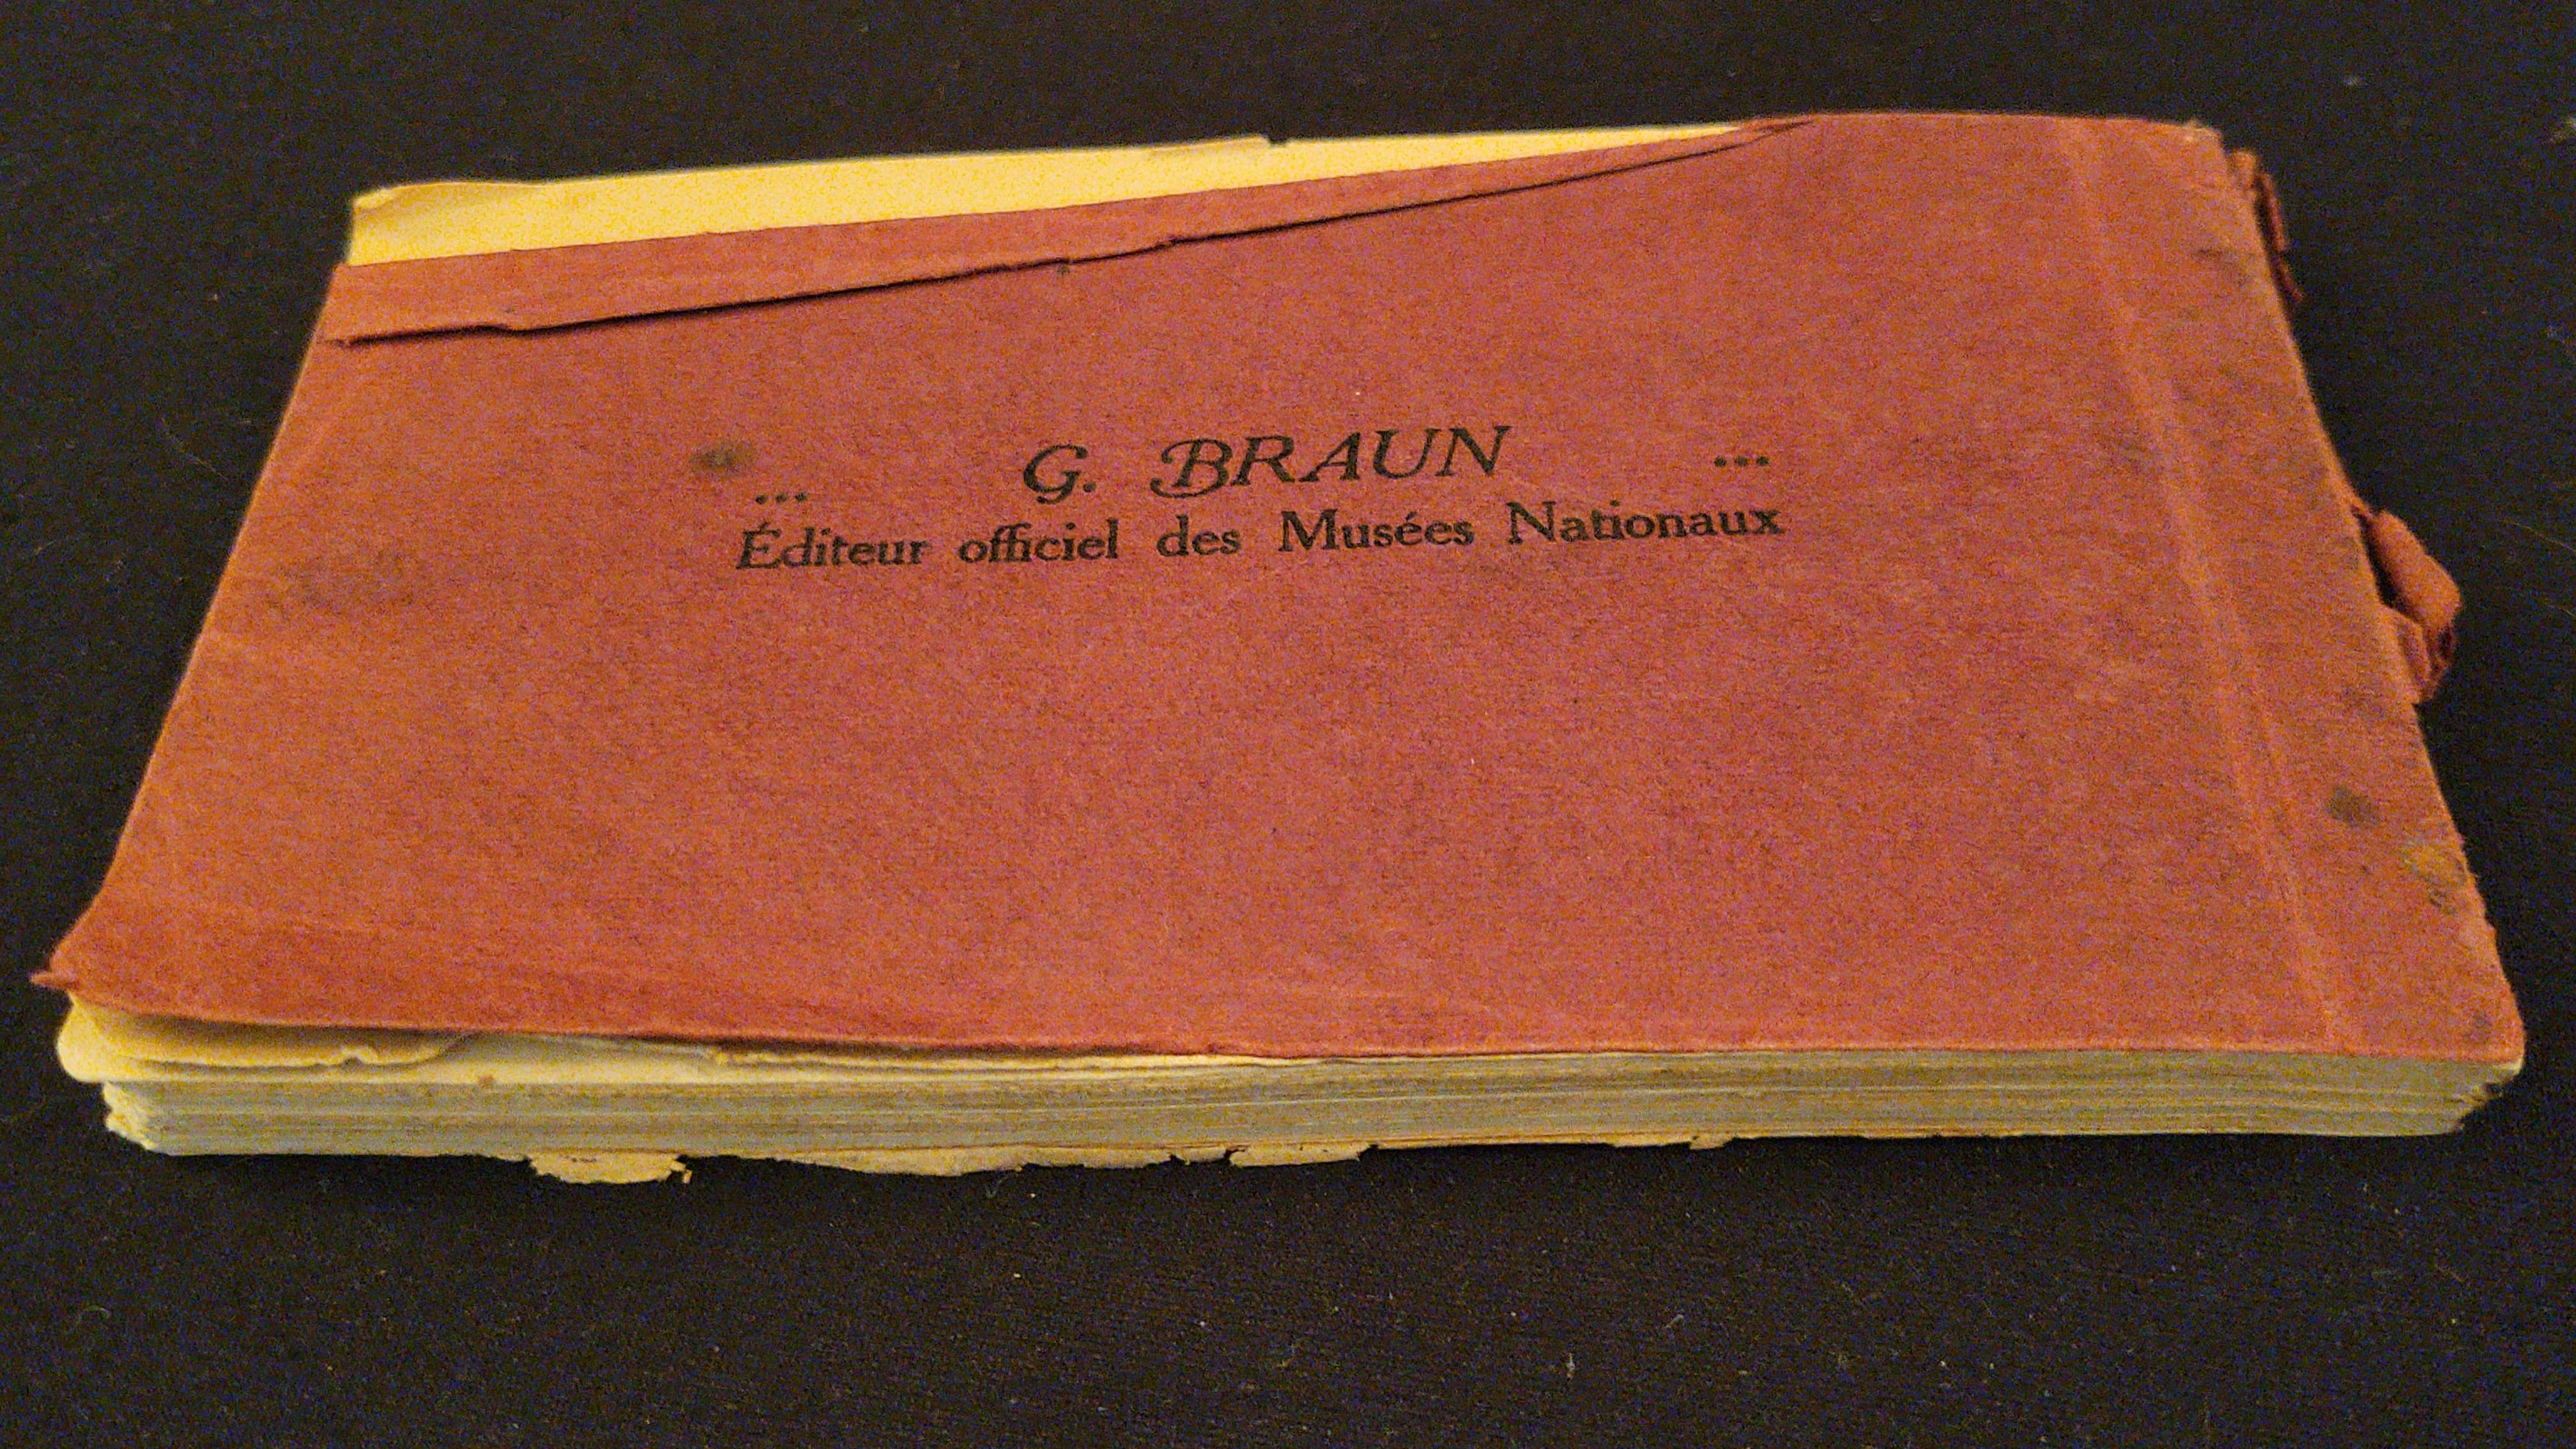 ... G. BRAUN ...
Éditeur officiel des Musées Nationaux